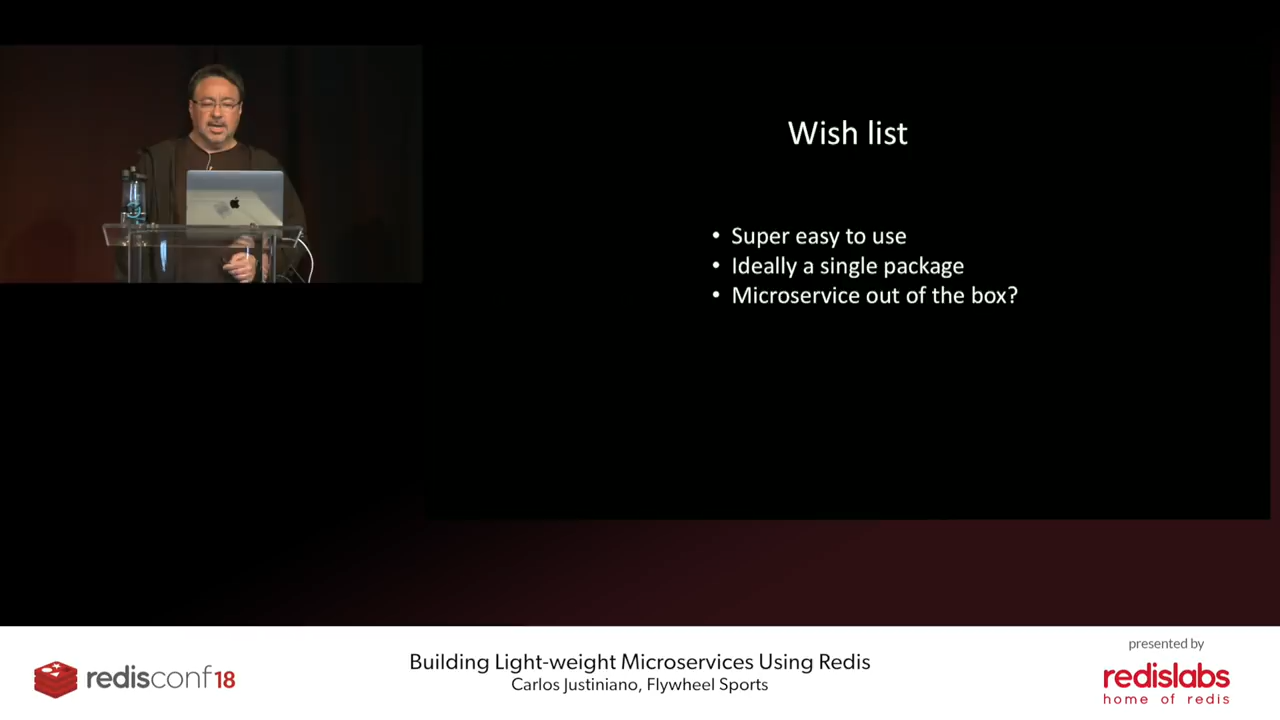 Wish list
• Super easy to use
• Ideally a single package
• Microservice out of the box?
redisconf18
Building Light-weight Microservices Using Redis
Carlos Justiniano, Flywheel Sports
presented by
redislabs
home of redis